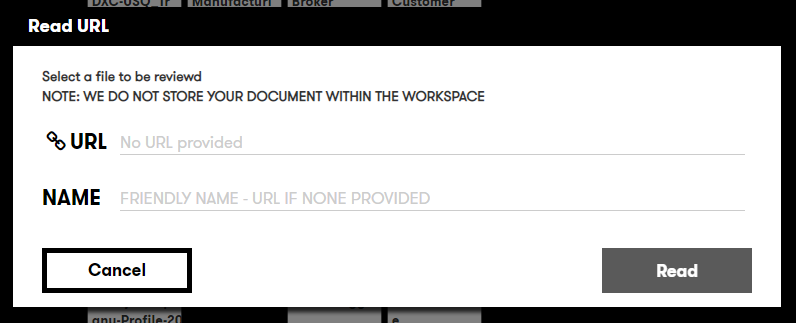 DXC-USQ_Tr Manufacturi Broker Customer
Read URL
Select a file to be reviewd
NOTE: WE DO NOT STORE YOUR DOCUMENT WITHIN THE WORKSPACE
URL No URL provided
NAME FRIENDLY NAME - URL IF NONE PROVIDED
Cancel Read
any-Profile-20 e